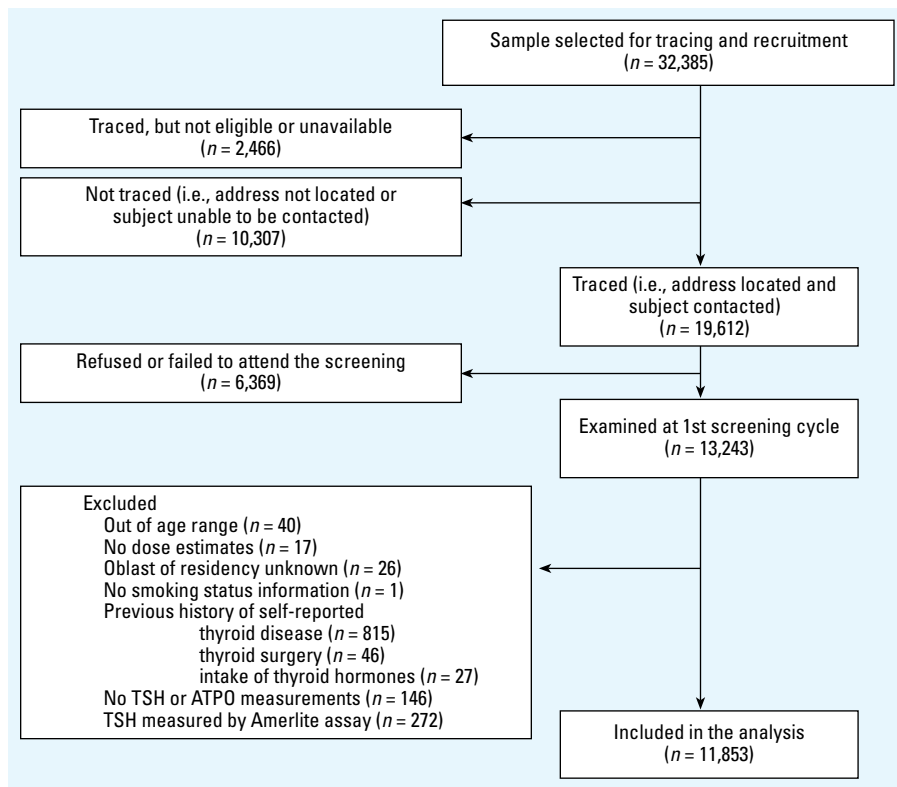 Sample selected for tracing and recruitment
(n = 32,385)
Traced, but not eligible or unavailable
(n = 2,466)
Not traced (i.e., address not located or
subject unable to be contacted)
(n = 10,307)
Traced (i.e., address located and
subject contacted)
(n = 19,612)
Refused or failed to attend the screening
(n = 6,369)
Examined at 1st screening cycle
(n = 13,243)
Excluded
Out of age range (n = 40)
No dose estimates (n = 17)
Oblast of residency unknown (n = 26)
No smoking status information (n = 1)
Previous history of self-reported
thyroid disease (n = 815)
thyroid surgery (n = 46)
intake of thyroid hormones (n = 27)
No TSH or ATPO measurements (n = 146)
TSH measured by Amerlite assay (n = 272)
Included in the analysis
(n = 11,853)